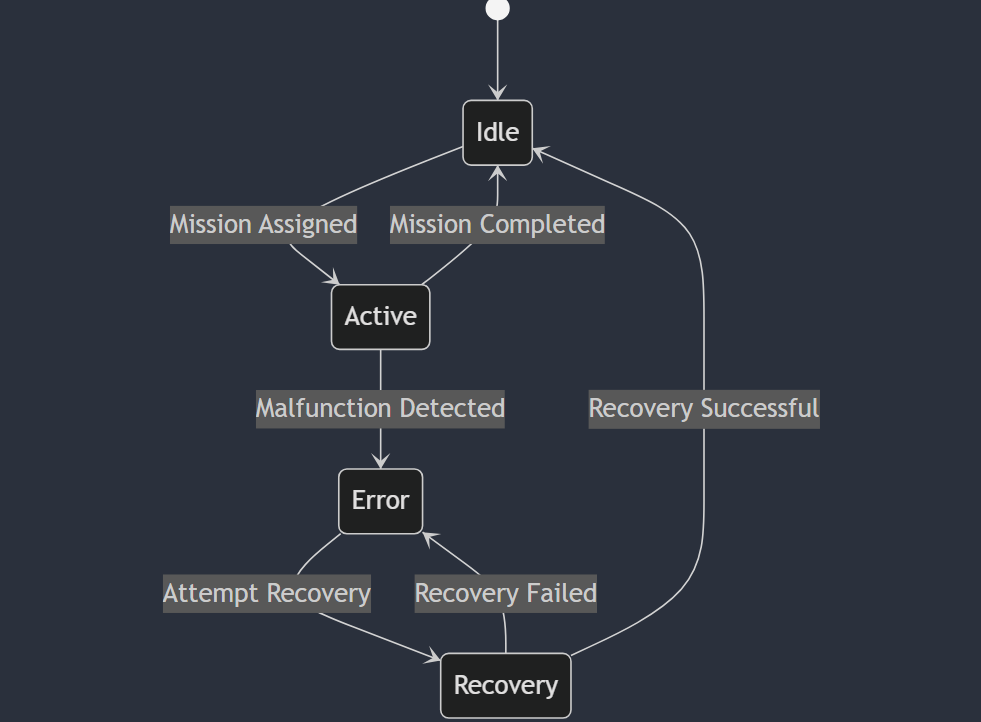 Idle
Mission Assigned
Mission Completed
Active
Malfunction Detected
Recovery Successful
Error
Attempt Recovery
Recovery Failed
Recovery